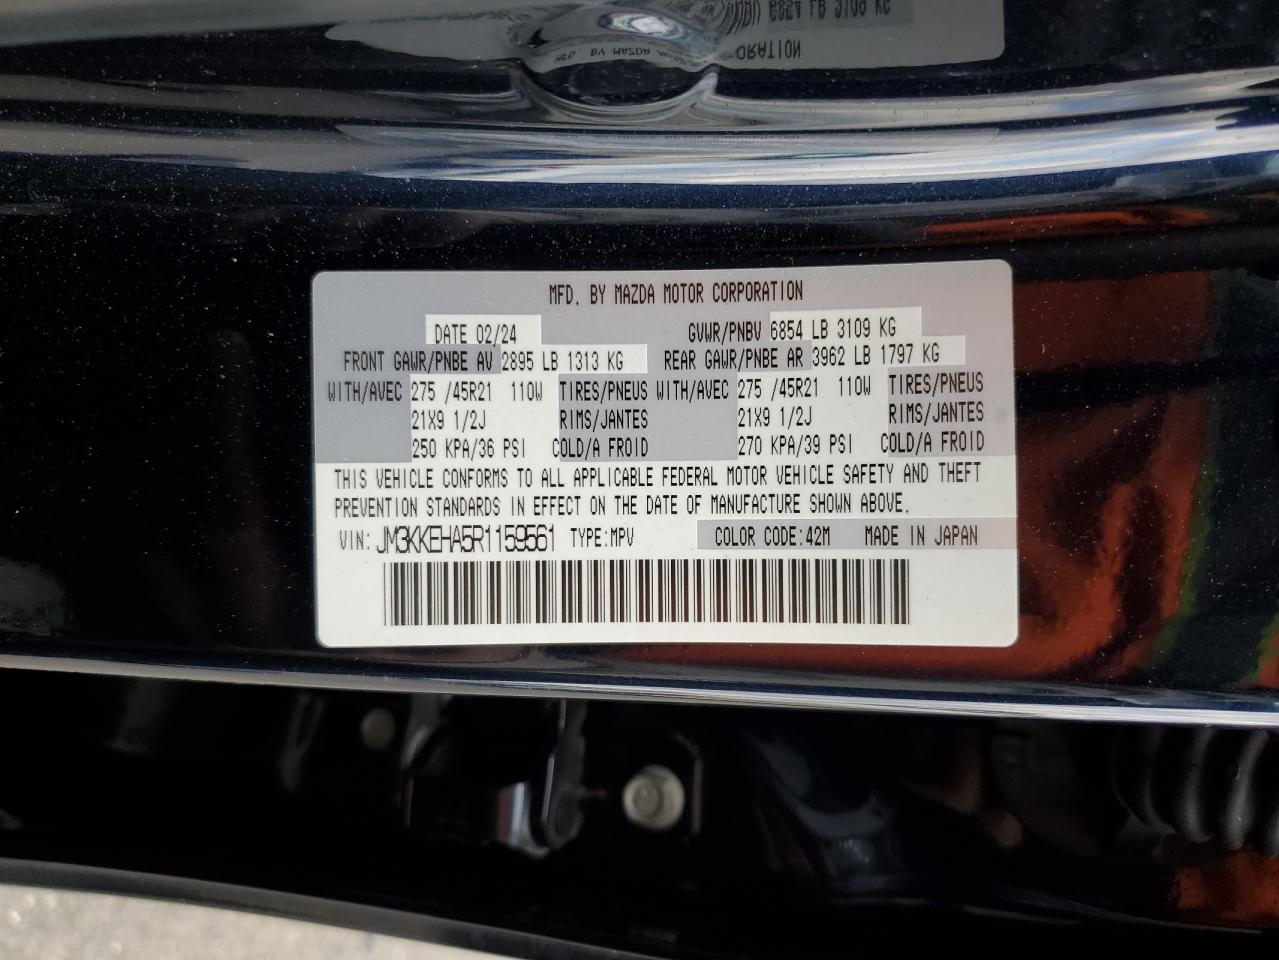 ORATION
MFD. BY MAZDA MOTOR CORPORATION
DATE 02/24 GVWR/PNBV 6854 LB 3109 KG
FRONT GAWR/PNBE AV 2895 LB 1313 KG REAR GAWR/PNBE AR 3962 LB 1797 KG
WITH/AVEC 275 /45R21 110W TIRES/PNEUS WITH/AVEC 275 /45R21 110W TIRES/PNEUS
21X9 1/2J RIMS/JANTES 21X9 1/2J RIMS/JANTES
250 KPA/36 PSI COLD/A FROID 270 KPA/39 PSI COLD/A FROID
THIS VEHICLE CONFORMS TO ALL APPLICABLE FEDERAL MOTOR VEHICLE SAFETY AND THEFT
PREVENTION STANDARDS IN EFFECT ON THE DATE OF MANUFACTURE SHOWN ABOVE.
VIN: JM3KKEHA5R1159561 TYPE:MPV COLOR CODE:42M MADE IN JAPAN